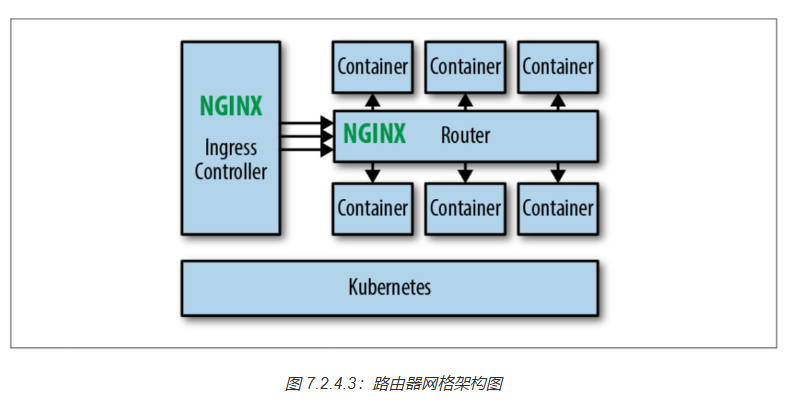 Container Container Container
NGINX
Ingress
Controller
NGINX Router
Container Container Container
Kubernetes
图 7.2.4.3：路由器网格架构图